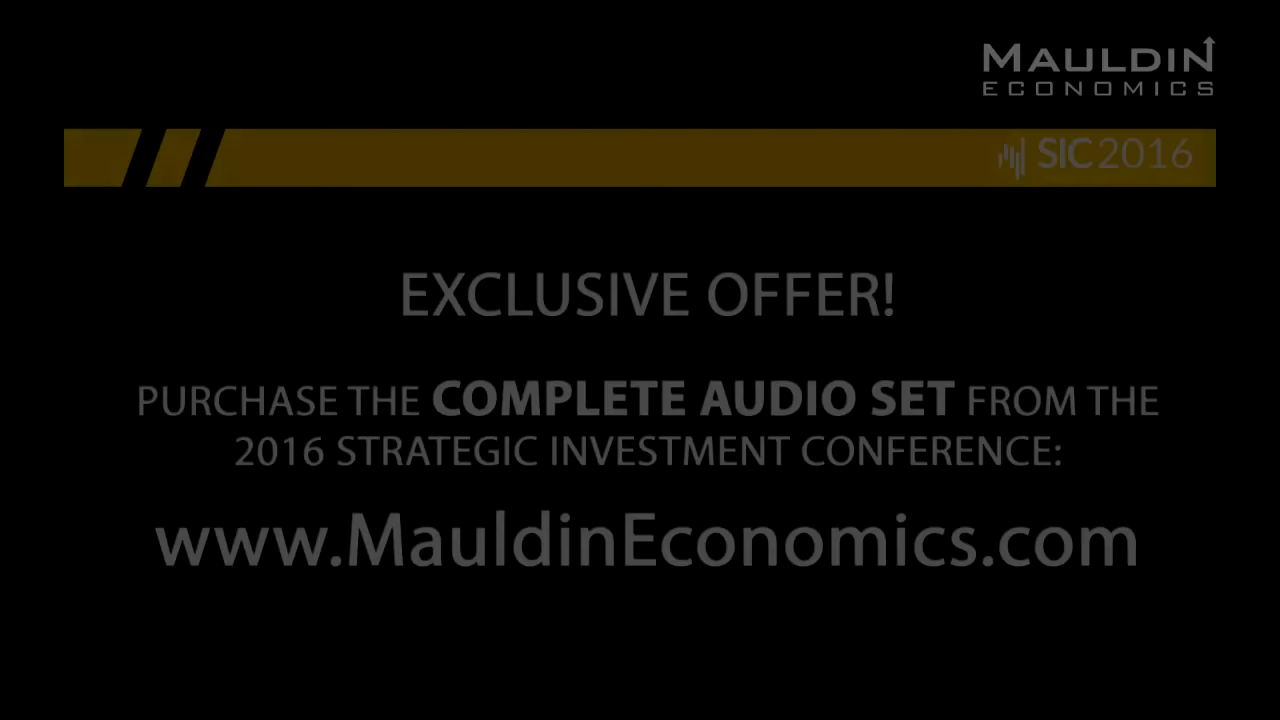 MAULDIN
ECONOMICS
SIC2016
EXCLUSIVE OFFER!
PURCHASE THE COMPLETE AUDIO SET FROM THE
2016 STRATEGIC INVESTMENT CONFERENCE:
www.MauldinEconomics.com